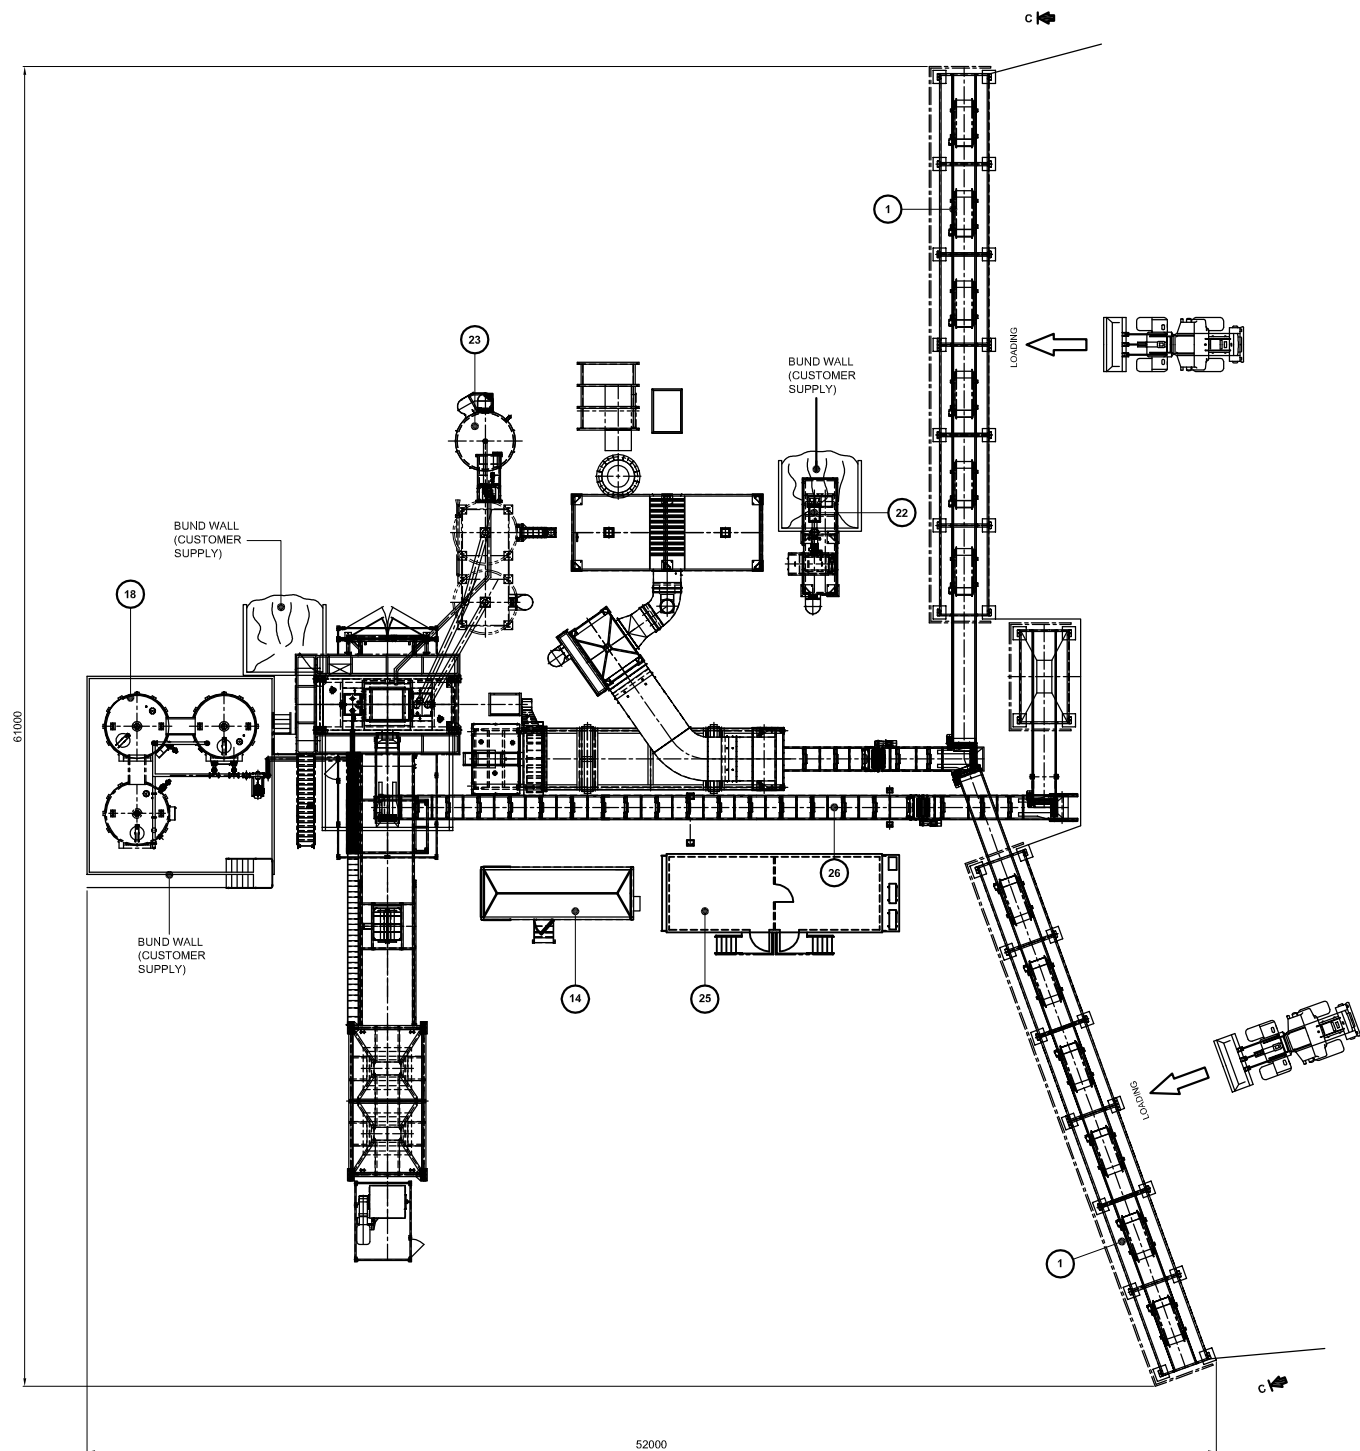 C
1
23
LOADING
BUND WALL
(CUSTOMER
SUPPLY)
22
BUND WALL
(CUSTOMER
SUPPLY)
18
61000
26
BUND WALL
(CUSTOMER
SUPPLY)
14
25
LOADING
1
C
52000